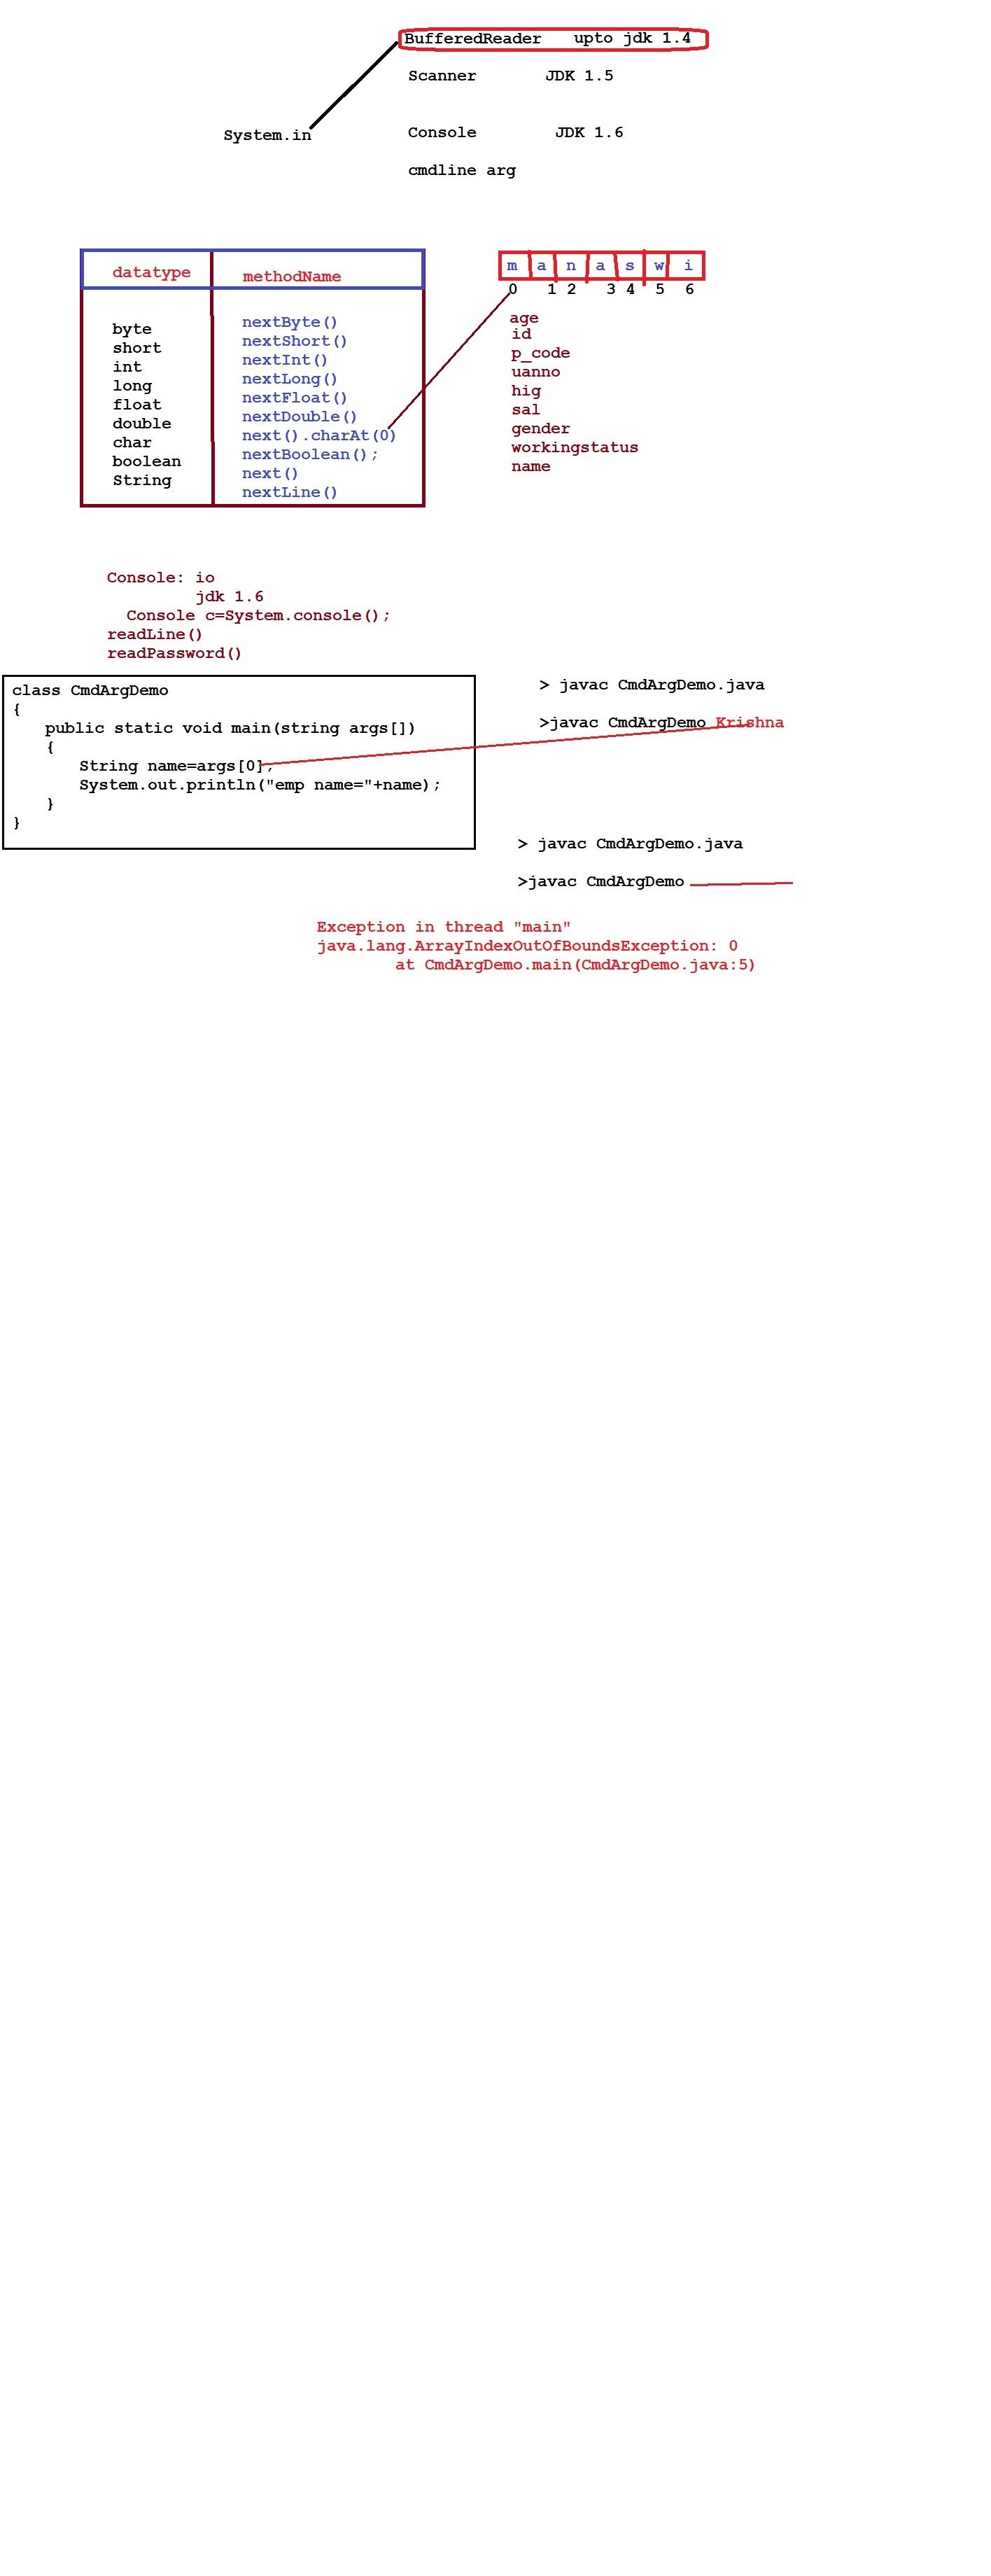 BufferedReader upto jdk 1.4
Scanner JDK 1.5
System.in
Console JDK 1.6
cmdline arg
datatype methodName
byte nextByte()
short nextShort()
int nextInt()
long nextLong()
float nextFloat()
double nextDouble()
char next().charAt(0)
boolean nextBoolean();
String next()
nextLine()
m a n a s w i
0 1 2 3 4 5 6
age
id
p_code
uanno
hig
sal
gender
workingstatus
name
Console: io
jdk 1.6
Console c=System.console();
readLine()
readPassword()
class CmdArgDemo
{
public static void main(string args[])
{
String name=args[0];
System.out.println("emp name="+name);
}
}
> javac CmdArgDemo.java
>javac CmdArgDemo Krishna
> javac CmdArgDemo.java
>javac CmdArgDemo
Exception in thread "main"
java.lang.ArrayIndexOutOfBoundsException: 0
at CmdArgDemo.main(CmdArgDemo.java:5)